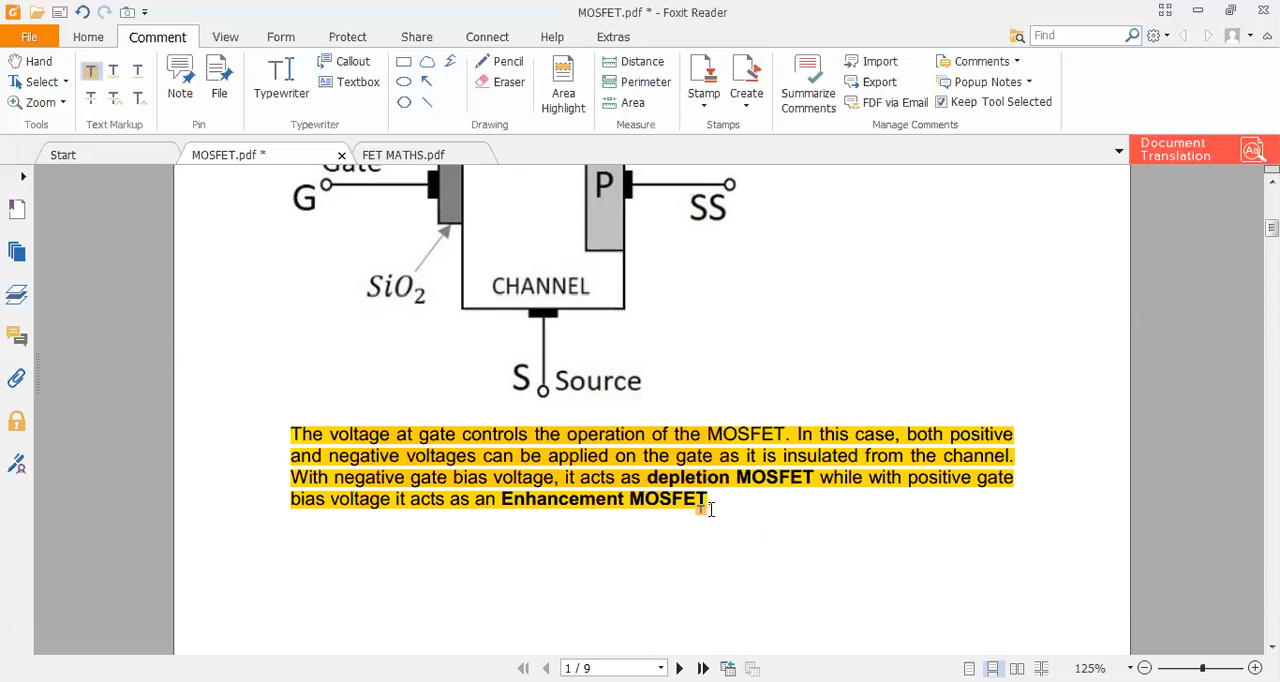 MOSFET.pdf * - Foxit Reader
File Home Comment View Form Protect Share Connect Help Extras Find
Hand
Select
Zoom
Tools
Text Markup
Note
File
Pin
Typewriter
Callout
Textbox
Typewriter
Pencil
Eraser
Drawing
Area
Highlight
Distance
Perimeter
Area
Measure
Stamp
Create
Stamps
Summarize
Comments
Import
Export
FDF via Email
Comments
Popup Notes
Keep Tool Selected
Manage Comments
Start
MOSFET.pdf *
FET MATHS.pdf
Document
Translation
Gate
G
P
SS
SiO2
CHANNEL
S Source
The voltage at gate controls the operation of the MOSFET. In this case, both positive
and negative voltages can be applied on the gate as it is insulated from the channel.
With negative gate bias voltage, it acts as depletion MOSFET while with positive gate
bias voltage it acts as an Enhancement MOSFET
1 / 9
125%